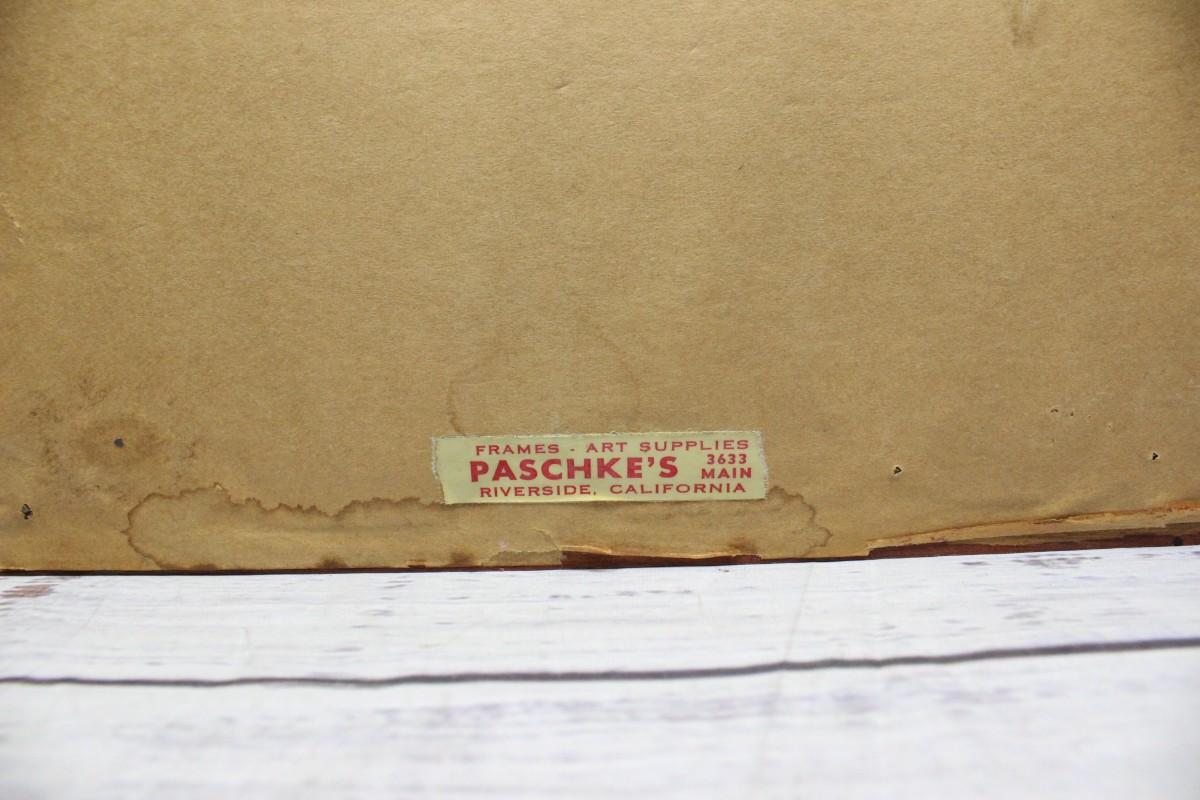 FRAMES - ART SUPPLIES
PASCHKE'S 3633 MAIN
RIVERSIDE, CALIFORNIA